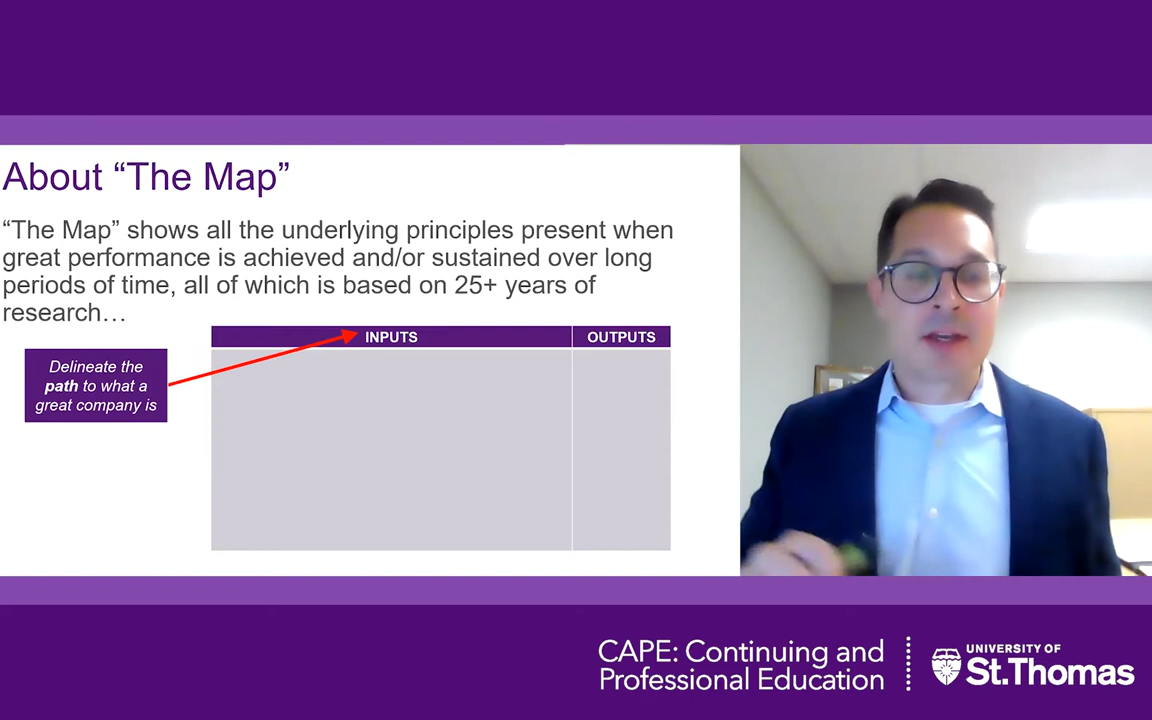 About “The Map”
“The Map” shows all the underlying principles present when
great performance is achieved and/or sustained over long
periods of time, all of which is based on 25+ years of
research…
INPUTS
OUTPUTS
Delineate the
path to what a
great company is
CAPE: Continuing and
Professional Education
UNIVERSITY OF
St.Thomas